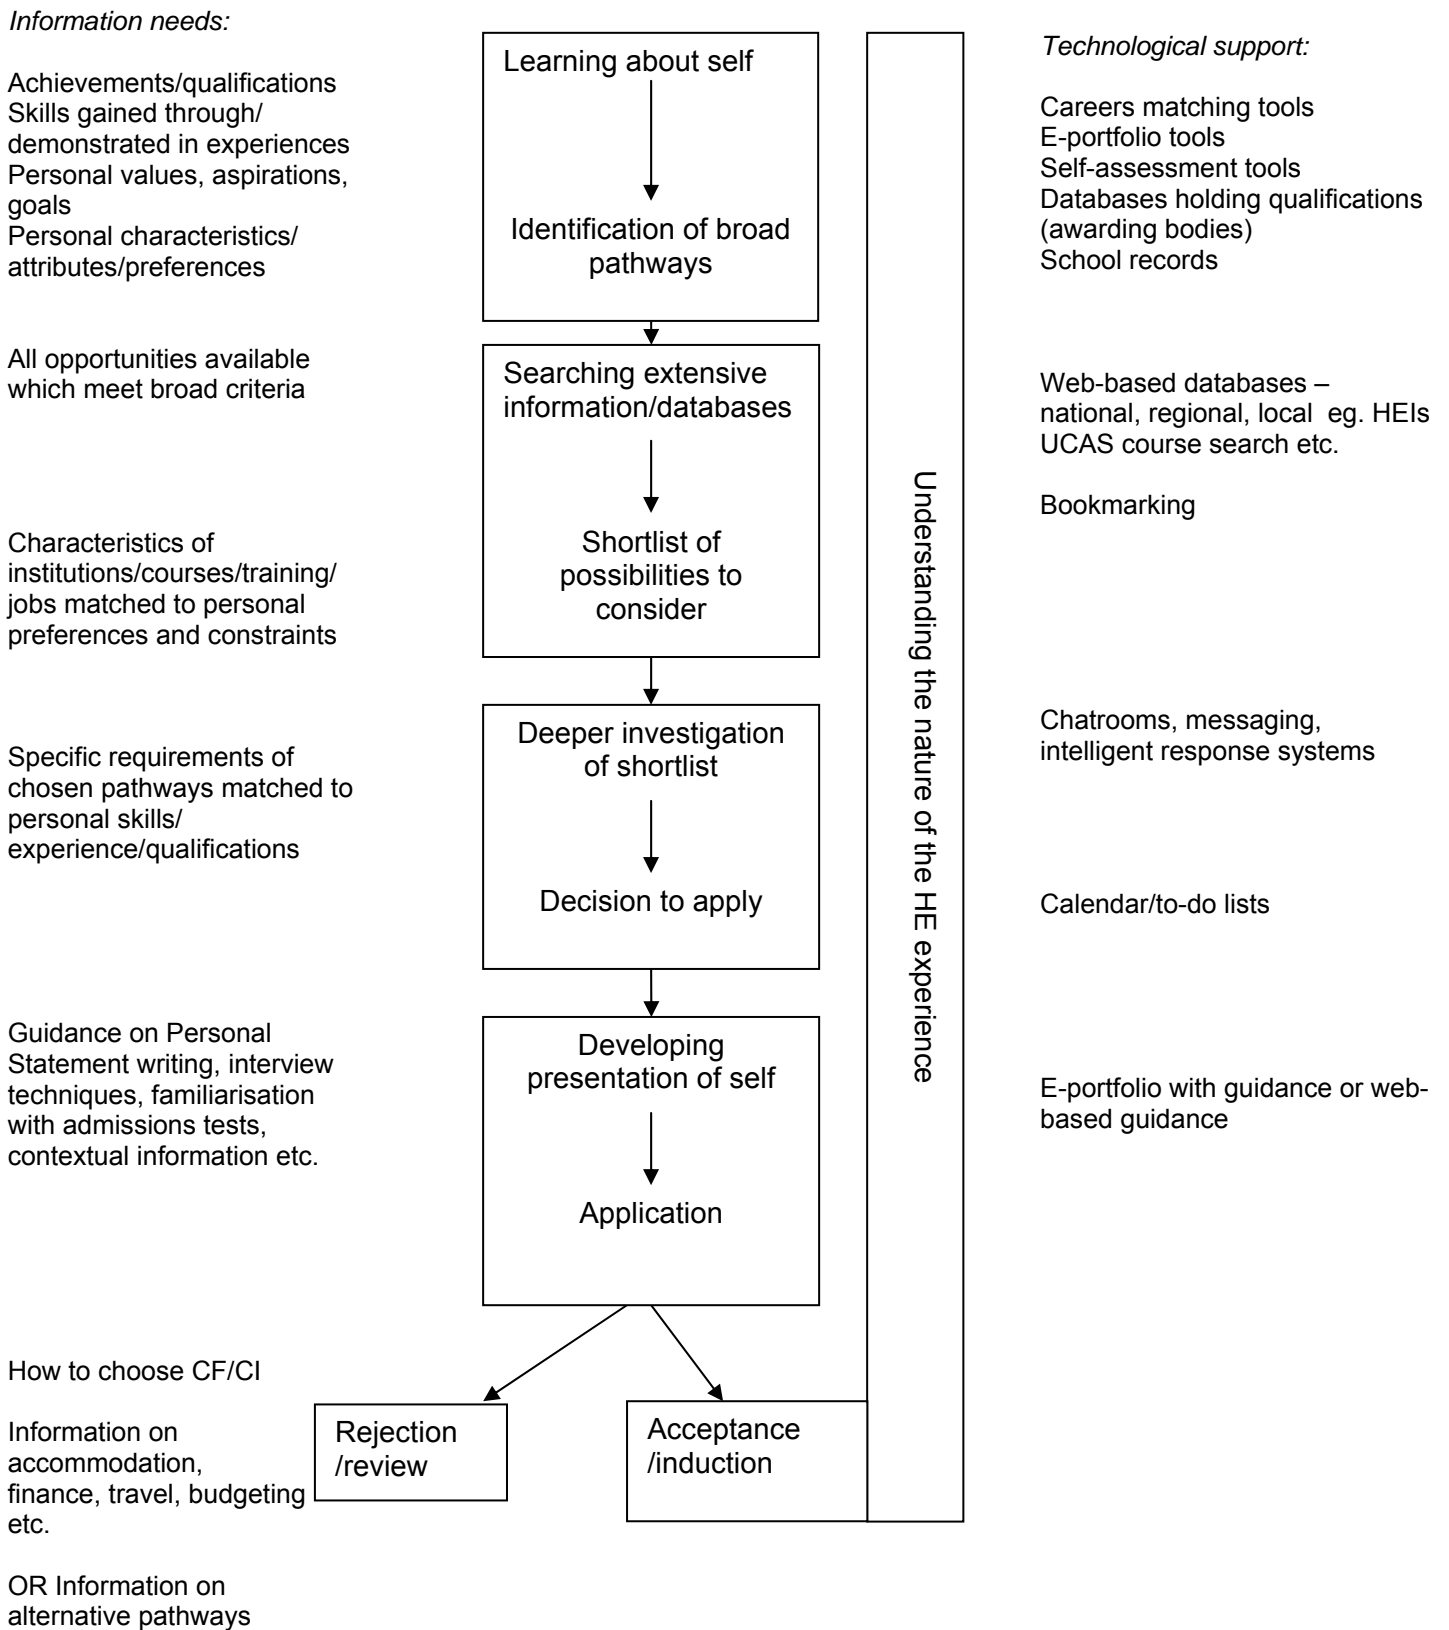 Information needs:
Achievements/qualifications
Skills gained through/
demonstrated in experiences
Personal values, aspirations,
goals
Personal characteristics/
attributes/preferences
All opportunities available
which meet broad criteria
Characteristics of
institutions/courses/training/
jobs matched to personal
preferences and constraints
Specific requirements of
chosen pathways matched to
personal skills/
experience/qualifications
Guidance on Personal
Statement writing, interview
techniques, familiarisation
with admissions tests,
contextual information etc.
How to choose CF/CI
Information on
accommodation,
finance, travel, budgeting
etc.
OR Information on
alternative pathways
Learning about self
Identification of broad
pathways
Searching extensive
information/databases
Shortlist of
possibilities to
consider
Deeper investigation
of shortlist
Decision to apply
Developing
presentation of self
Application
Rejection
/review
Acceptance
/induction
Understanding the nature of the HE experience
Technological support:
Careers matching tools
E-portfolio tools
Self-assessment tools
Databases holding qualifications
(awarding bodies)
School records
Web-based databases –
national, regional, local eg. HEIs
UCAS course search etc.
Bookmarking
Chatrooms, messaging,
intelligent response systems
Calendar/to-do lists
E-portfolio with guidance or web-
based guidance